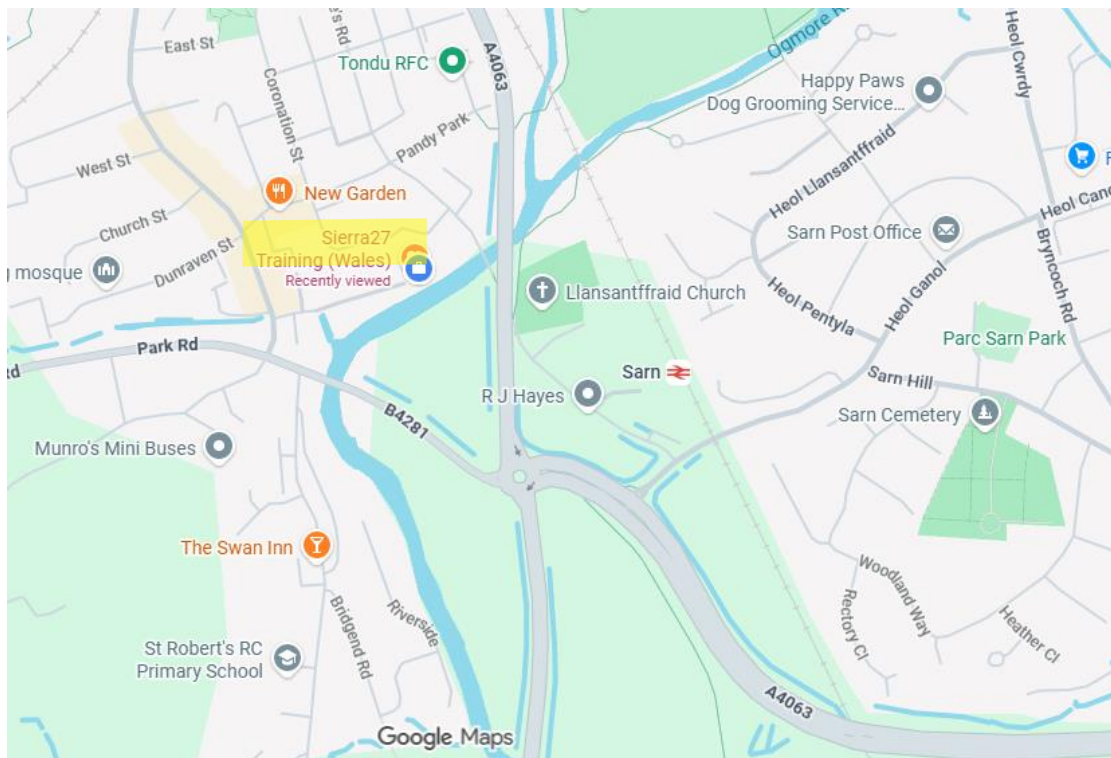 East St
's Rd
A4063
Tondu RFC
Ogmore R
Heol Cwrdy
Happy Paws
Dog Grooming Service...
Coronation St
Pandy Park
West St
New Garden
Heol Llansantffraid
F
Heol Cano
Church St
Sierra27
Training (Wales)
Recently viewed
Dunraven St
g mosque
Sarn Post Office
Bryncoch Rd
Heol Ganol
Llansantffraid Church
Heol Pentyla
Parc Sarn Park
Park Rd
Rd
Sarn
Sarn Hill
R J Hayes
B4281
Sarn Cemetery
Munro's Mini Buses
The Swan Inn
Woodland Way
Rectory Cl
Heather Cl
Bridgend Rd
Riverside
St Robert's RC
Primary School
A4063
Google Maps